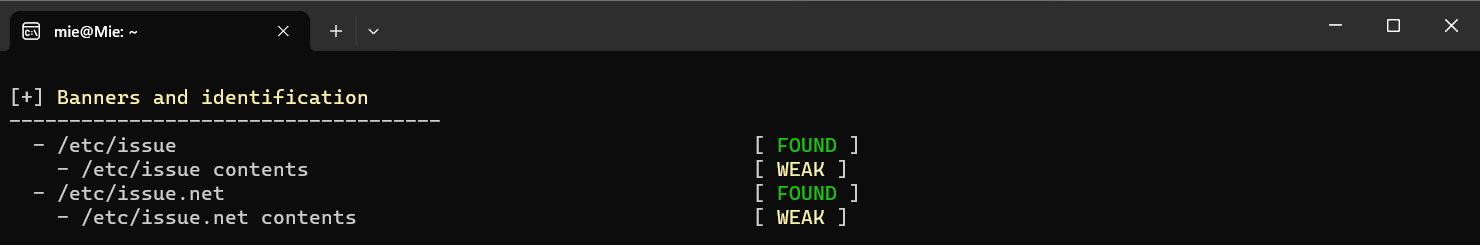 mie@Mie: ~
[+] Banners and identification
------------------------------------
- /etc/issue [ FOUND ]
- /etc/issue contents [ WEAK ]
- /etc/issue.net [ FOUND ]
- /etc/issue.net contents [ WEAK ]